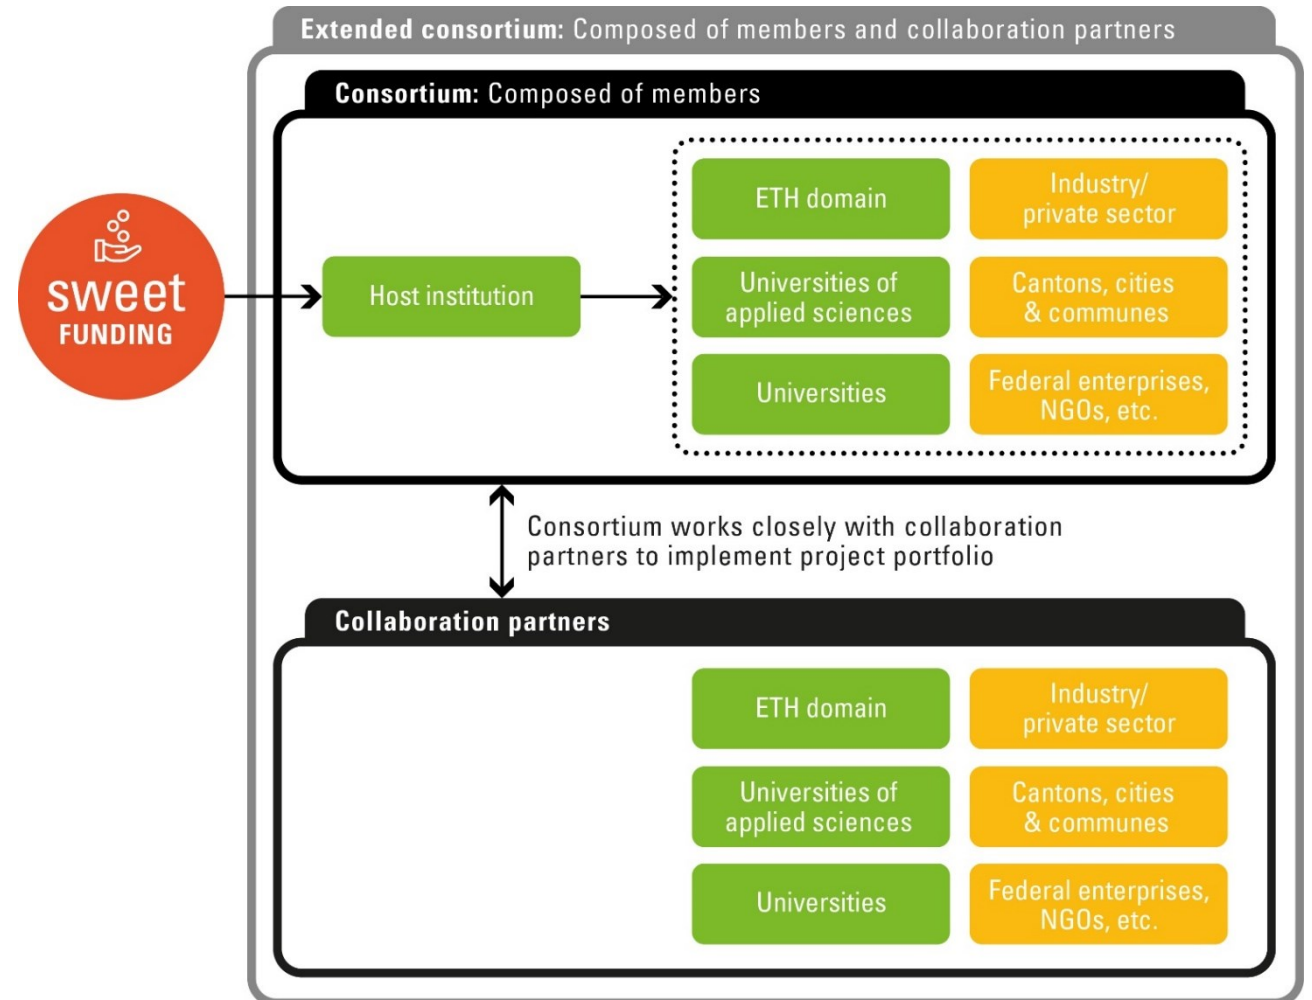 Extended consortium: Composed of members and collaboration partners
Consortium: Composed of members
sweet
FUNDING
Host institution
ETH domain
Industry/
private sector
Universities of
applied sciences
Cantons, cities
& communes
Universities
Federal enterprises,
NGOs, etc.
Consortium works closely with collaboration
partners to implement project portfolio
Collaboration partners
ETH domain
Industry/
private sector
Universities of
applied sciences
Cantons, cities
& communes
Universities
Federal enterprises,
NGOs, etc.